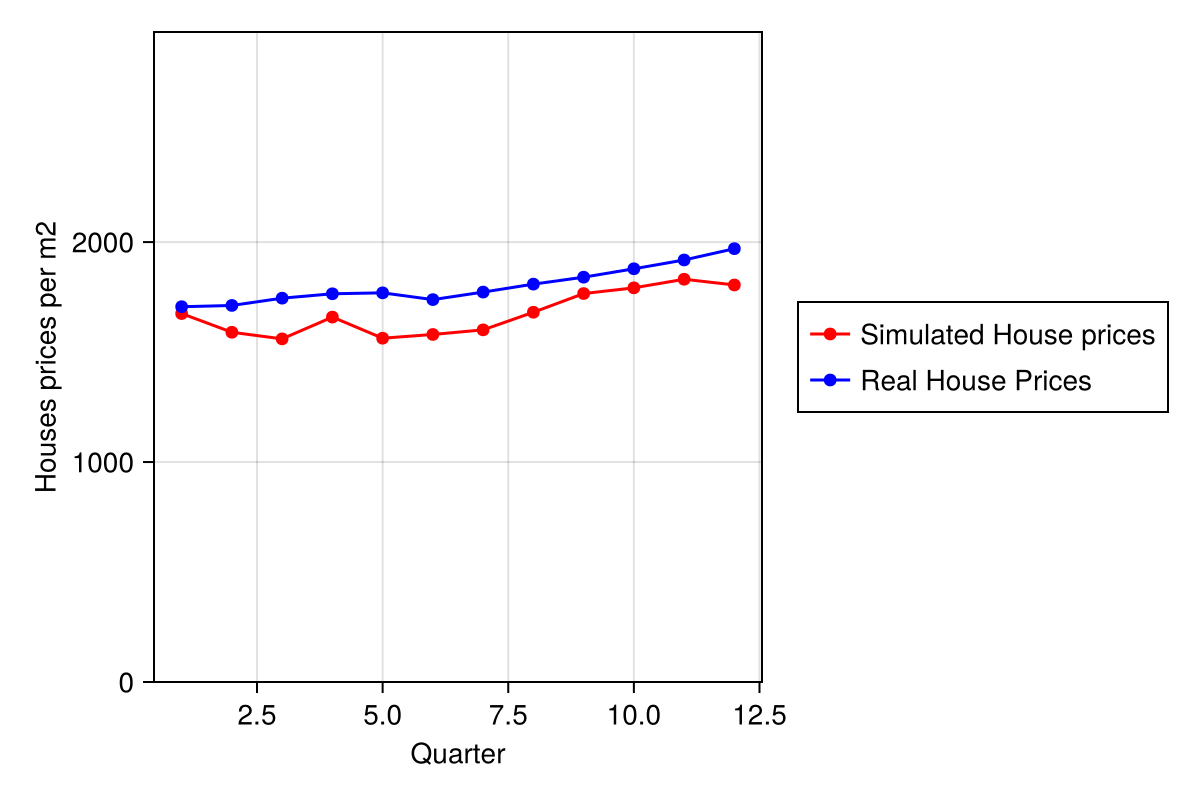 Houses prices per m2
2000
1000
0
2.5 5.0 7.5 10.0 12.5
Quarter
Simulated House prices
Real House Prices